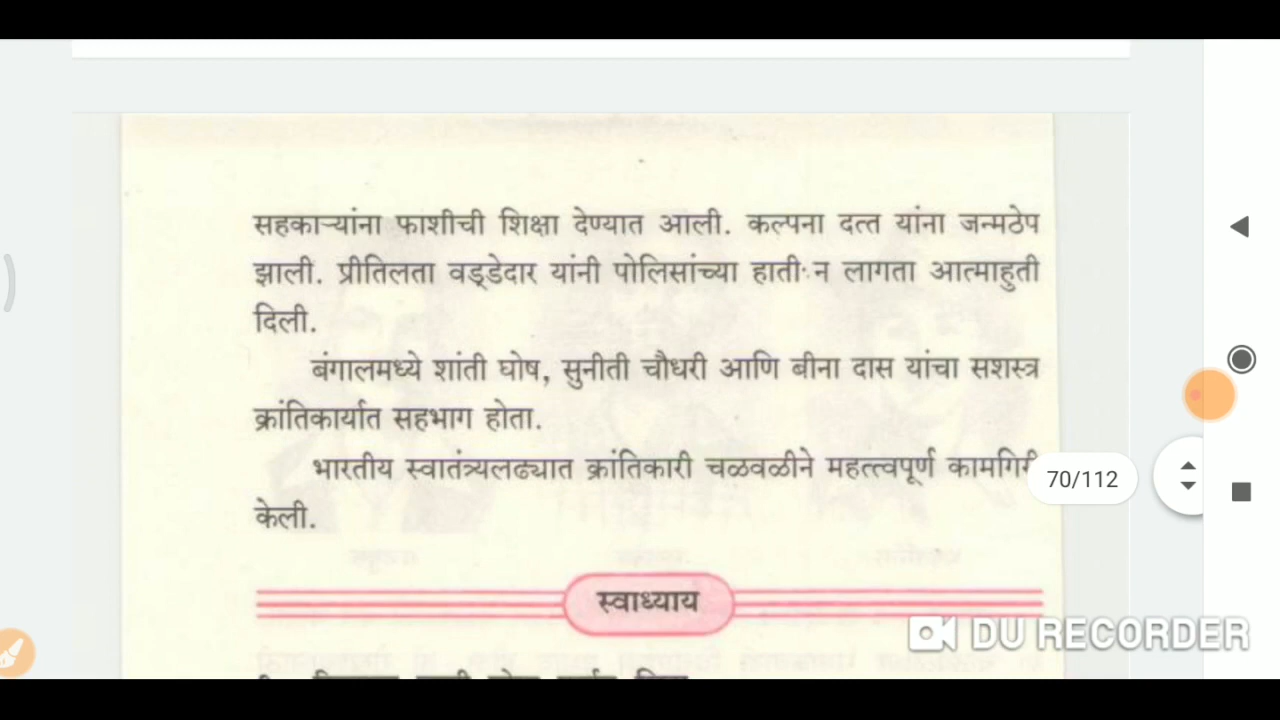 सहकाऱ्यांना फाशीची शिक्षा देण्यात आली. कल्पना दत्त यांना जन्मठेप
झाली. प्रीतिलता वड्डेदार यांनी पोलिसांच्या हाती न लागता आत्माहुती
दिली.
बंगालमध्ये शांती घोष, सुनीती चौधरी आणि बीना दास यांचा सशस्त्र
क्रांतिकार्यात सहभाग होता.
भारतीय स्वातंत्र्यलढ्यात क्रांतिकारी चळवळीने महत्त्वपूर्ण कामगिरी
70/112
केली.
स्वाध्याय
DU RECORDER